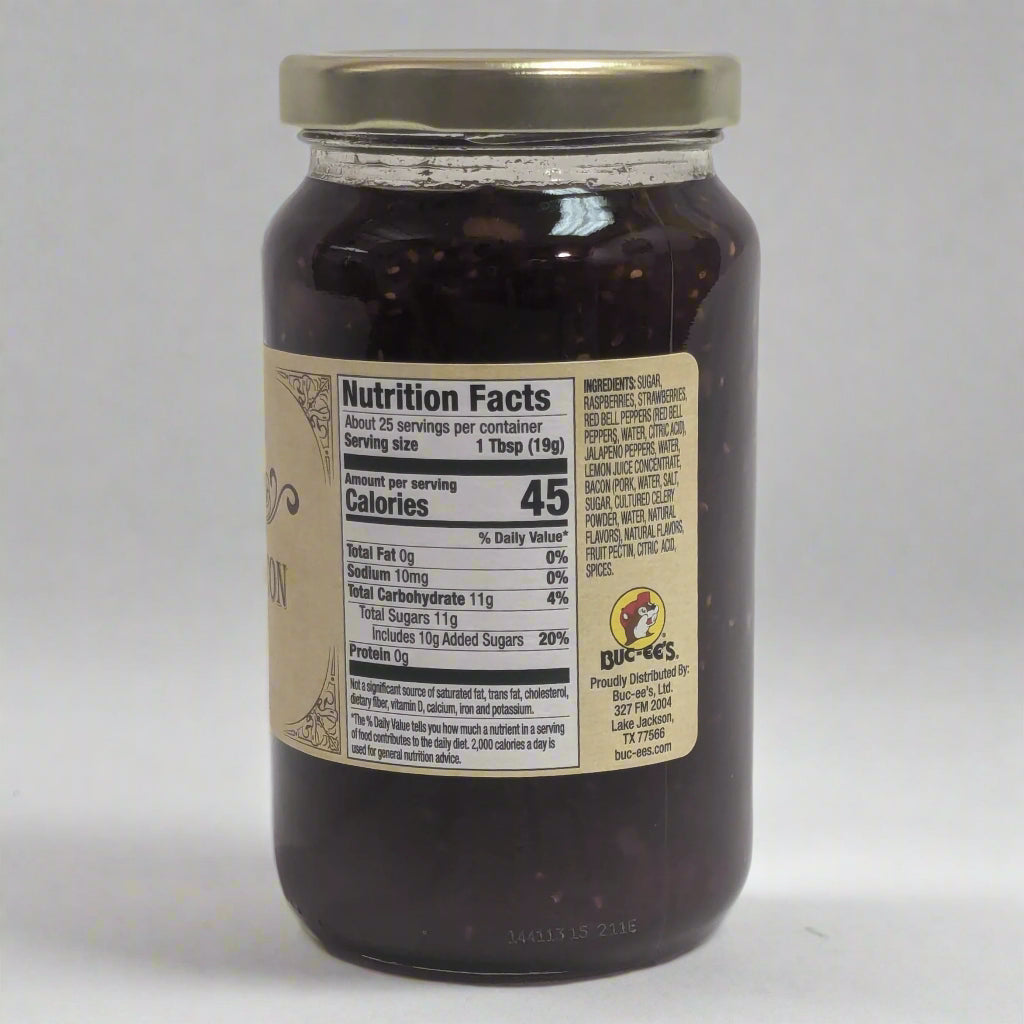 ON
Nutrition Facts
About 25 servings per container
Serving size 1 Tbsp (19g)
Amount per serving
Calories 45
% Daily Value*
Total Fat 0g 0%
Sodium 10mg 0%
Total Carbohydrate 11g 4%
Total Sugars 11g
Includes 10g Added Sugars 20%
Protein 0g
Not a significant source of saturated fat, trans fat, cholesterol,
dietary fiber, vitamin D, calcium, iron and potassium.
*The % Daily Value tells you how much a nutrient in a serving
of food contributes to the daily diet. 2,000 calories a day is
used for general nutrition advice.
INGREDIENTS: SUGAR,
RASPBERRIES, STRAWBERRIES,
RED BELL PEPPERS (RED BELL
PEPPERS, WATER, CITRIC ACID),
JALAPENO PEPPERS, WATER,
LEMON JUICE CONCENTRATE,
BACON (PORK, WATER, SALT,
SUGAR, CULTURED CELERY
POWDER, WATER, NATURAL
FLAVORS), NATURAL FLAVORS,
FRUIT PECTIN, CITRIC ACID,
SPICES.
BUC-EE'S®
Proudly Distributed By:
Buc-ee's, Ltd.
327 FM 2004
Lake Jackson,
TX 77566
buc-ees.com